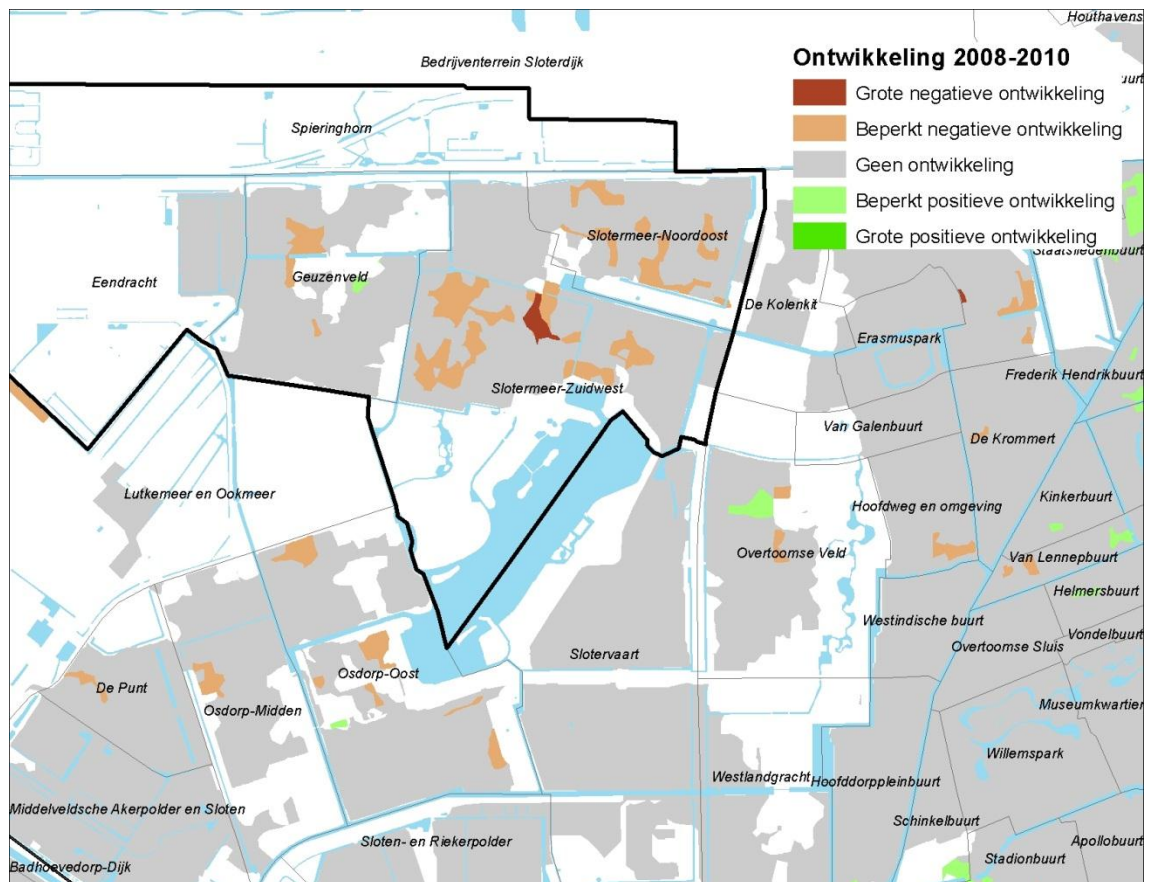 Houthavens
Bedrijventerrein Sloterdijk
Ontwikkeling 2008-2010
Grote negatieve ontwikkeling
Beperkt negatieve ontwikkeling
Geen ontwikkeling
Beperkt positieve ontwikkeling
Grote positieve ontwikkeling
Spieringhorn
Slotermeer-Noordoost
Staatsliedenbuurt
Eendracht
Geuzenveld
De Kolenkit
Erasmuspark
Frederik Hendrikbuurt
Slotermeer-Zuidwest
Van Galenbuurt
De Krommert
Lutkemeer en Ookmeer
Kinkerbuurt
Hoofdweg en omgeving
Overtoomse Veld
Van Lennepbuurt
Helmersbuurt
Westindische buurt
Vondelbuurt
Overtoomse Sluis
Slotervaart
Osdorp-Oost
De Punt
Osdorp-Midden
Museumkwartier
Willemspark
Westlandgracht
Hoofddorppleinbuurt
Middelveldsche Akerpolder en Sloten
Schinkelbuurt
Sloten- en Riekerpolder
Apollobuurt
Stadionbuurt
Badhoevedorp-Dijk